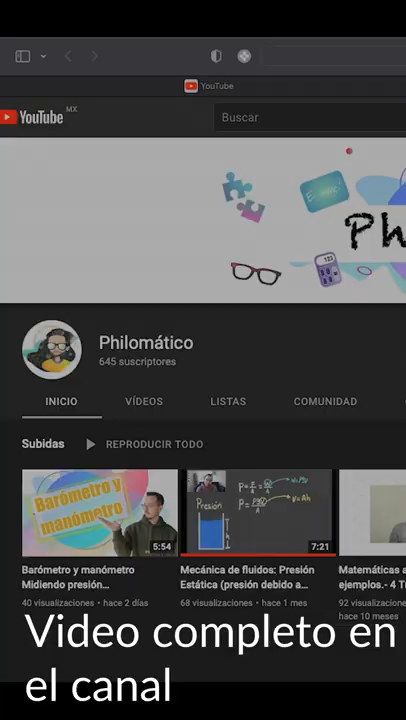 YouTube
YouTube MX
Buscar
Ph
Philomático
645 suscriptores
INICIO VÍDEOS LISTAS COMUNIDAD
Subidas REPRODUCIR TODO
Barómetro y
manómetro
5:54
Presión
7:21
Barómetro y manómetro
Midiendo presión...
40 visualizaciones • hace 2 días
Mecánica de fluidos: Presión
Estática (presión debido a...
68 visualizaciones • hace 1 mes
Matemáticas a
ejemplos.- 4 T
92 visualizaciones
hace 10 meses
Video completo en
el canal